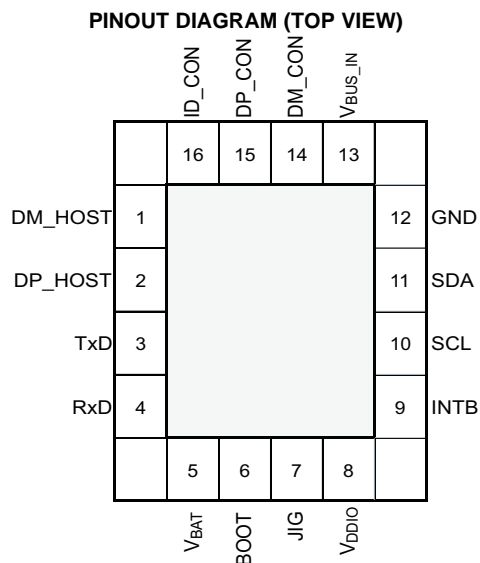 PINOUT DIAGRAM (TOP VIEW)
ID_CON
DP_CON
DM_CON
VBUS_IN
16 15 14 13
DM_HOST 1
12 GND
DP_HOST 2
11 SDA
TxD 3
10 SCL
RxD 4
9 INTB
5 6 7 8
VBAT
BOOT
JIG
VDDIO